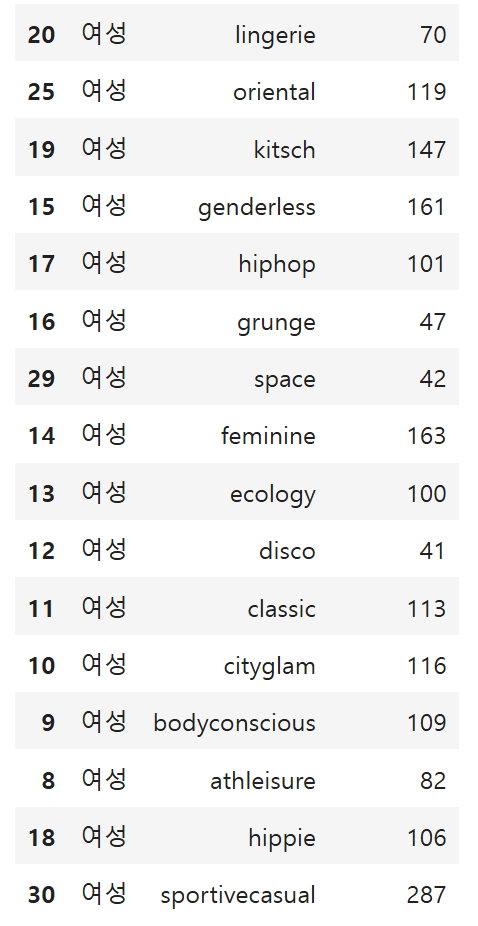 20 여성 lingerie 70
25 여성 oriental 119
19 여성 kitsch 147
15 여성 genderless 161
17 여성 hiphop 101
16 여성 grunge 47
29 여성 space 42
14 여성 feminine 163
13 여성 ecology 100
12 여성 disco 41
11 여성 classic 113
10 여성 cityglam 116
9 여성 bodyconscious 109
8 여성 athleisure 82
18 여성 hippie 106
30 여성 sportivecasual 287